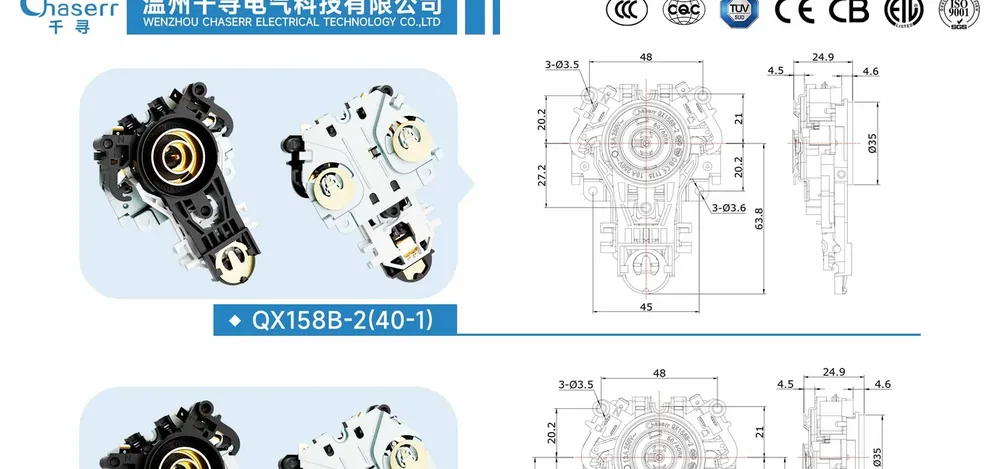 Chaserr
千寻
温州千寻电气科技有限公司
WENZHOU CHASERR ELECTRICAL TECHNOLOGY CO.,LTD
CCC CQC TÜV SUD CE CB ETL ISO 9001 SGS
3-Ø3.5
48
20.2
27.2
21
20.2
3-Ø3.6
63.8
45
24.9
4.5
4.6
Ø35
QX158B-2(40-1)
3-Ø3.5
48
20.2
21
24.9
4.5
4.6
Ø35